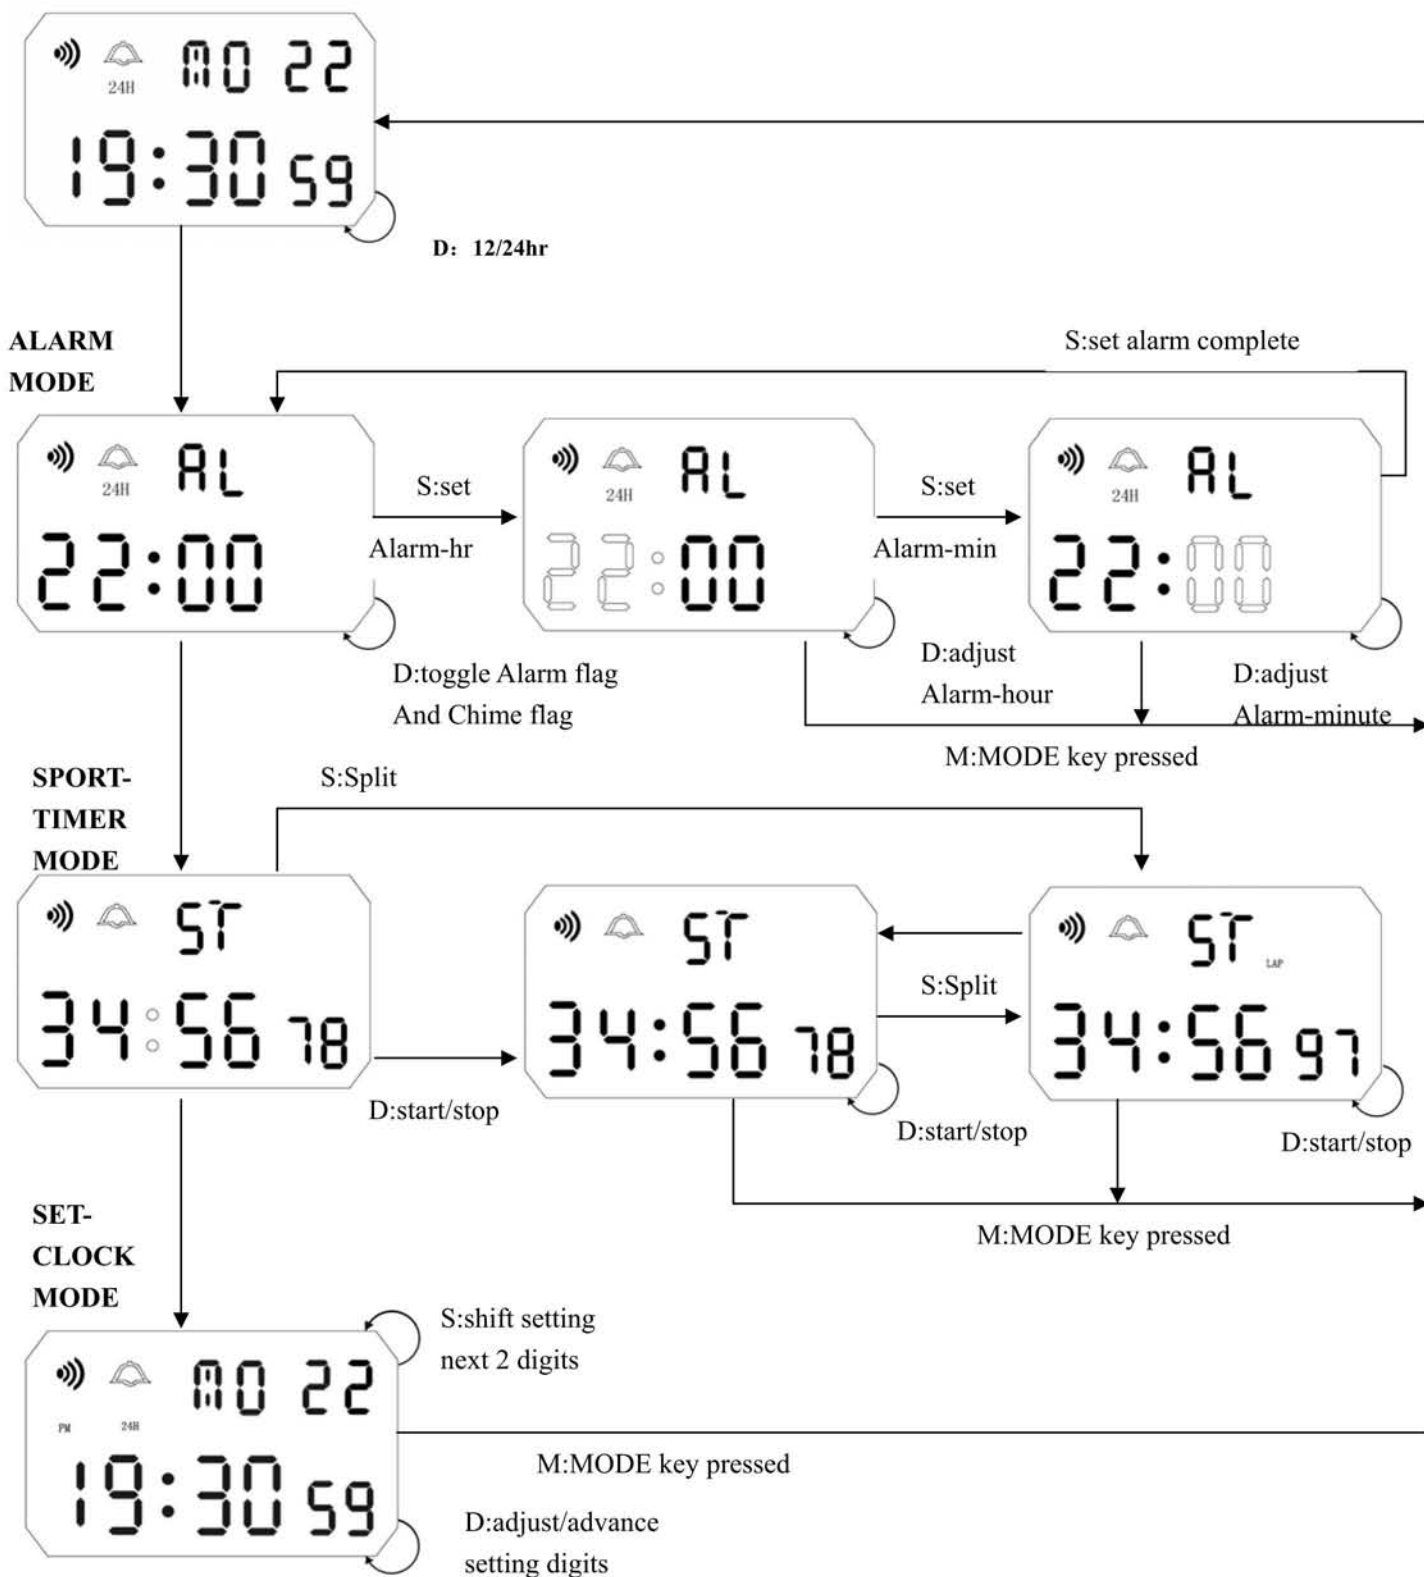 MO 22
24H
19:30 59
D: 12/24hr
ALARM
MODE
S:set alarm complete
AL
24H
22:00
S:set
Alarm-hr
AL
24H
22:00
S:set
Alarm-min
AL
24H
22:00
D:toggle Alarm flag
And Chime flag
D:adjust
Alarm-hour
D:adjust
Alarm-minute
M:MODE key pressed
SPORT-
TIMER
MODE
S:Split
ST
34:56 78
D:start/stop
ST
34:56 78
S:Split
D:start/stop
ST
LAP
34:56 97
D:start/stop
M:MODE key pressed
SET-
CLOCK
MODE
S:shift setting
next 2 digits
MO 22
PM 24H
19:30 59
M:MODE key pressed
D:adjust/advance
setting digits